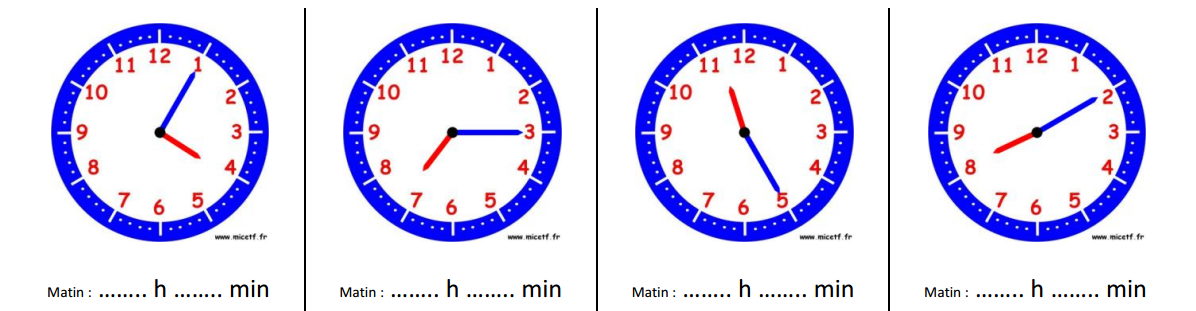 12 1 2 3 4 5 6 7 8 9 10 11
www.micetf.fr
Matin : ........ h ........ min
12 1 2 3 4 5 6 7 8 9 10 11
www.micetf.fr
Matin : ........ h ........ min
12 1 2 3 4 5 6 7 8 9 10 11
www.micetf.fr
Matin : ........ h ........ min
12 1 2 3 4 5 6 7 8 9 10 11
www.micetf.fr
Matin : ........ h ........ min